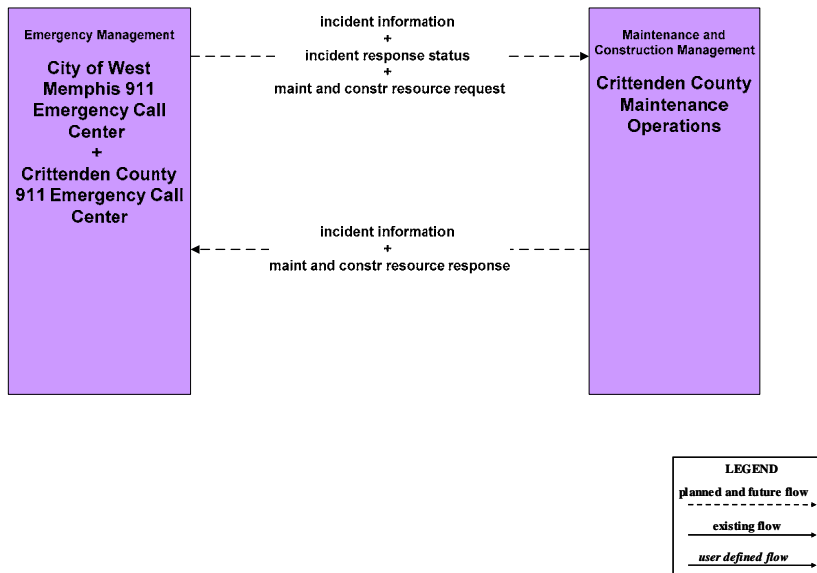 Emergency Management
City of West
Memphis 911
Emergency Call
Center
+
Crittenden County
911 Emergency Call
Center
incident information
+
incident response status
+
maint and constr resource request
Maintenance and
Construction Management
Crittenden County
Maintenance
Operations
incident information
+
maint and constr resource response
LEGEND
planned and future flow
existing flow
user defined flow